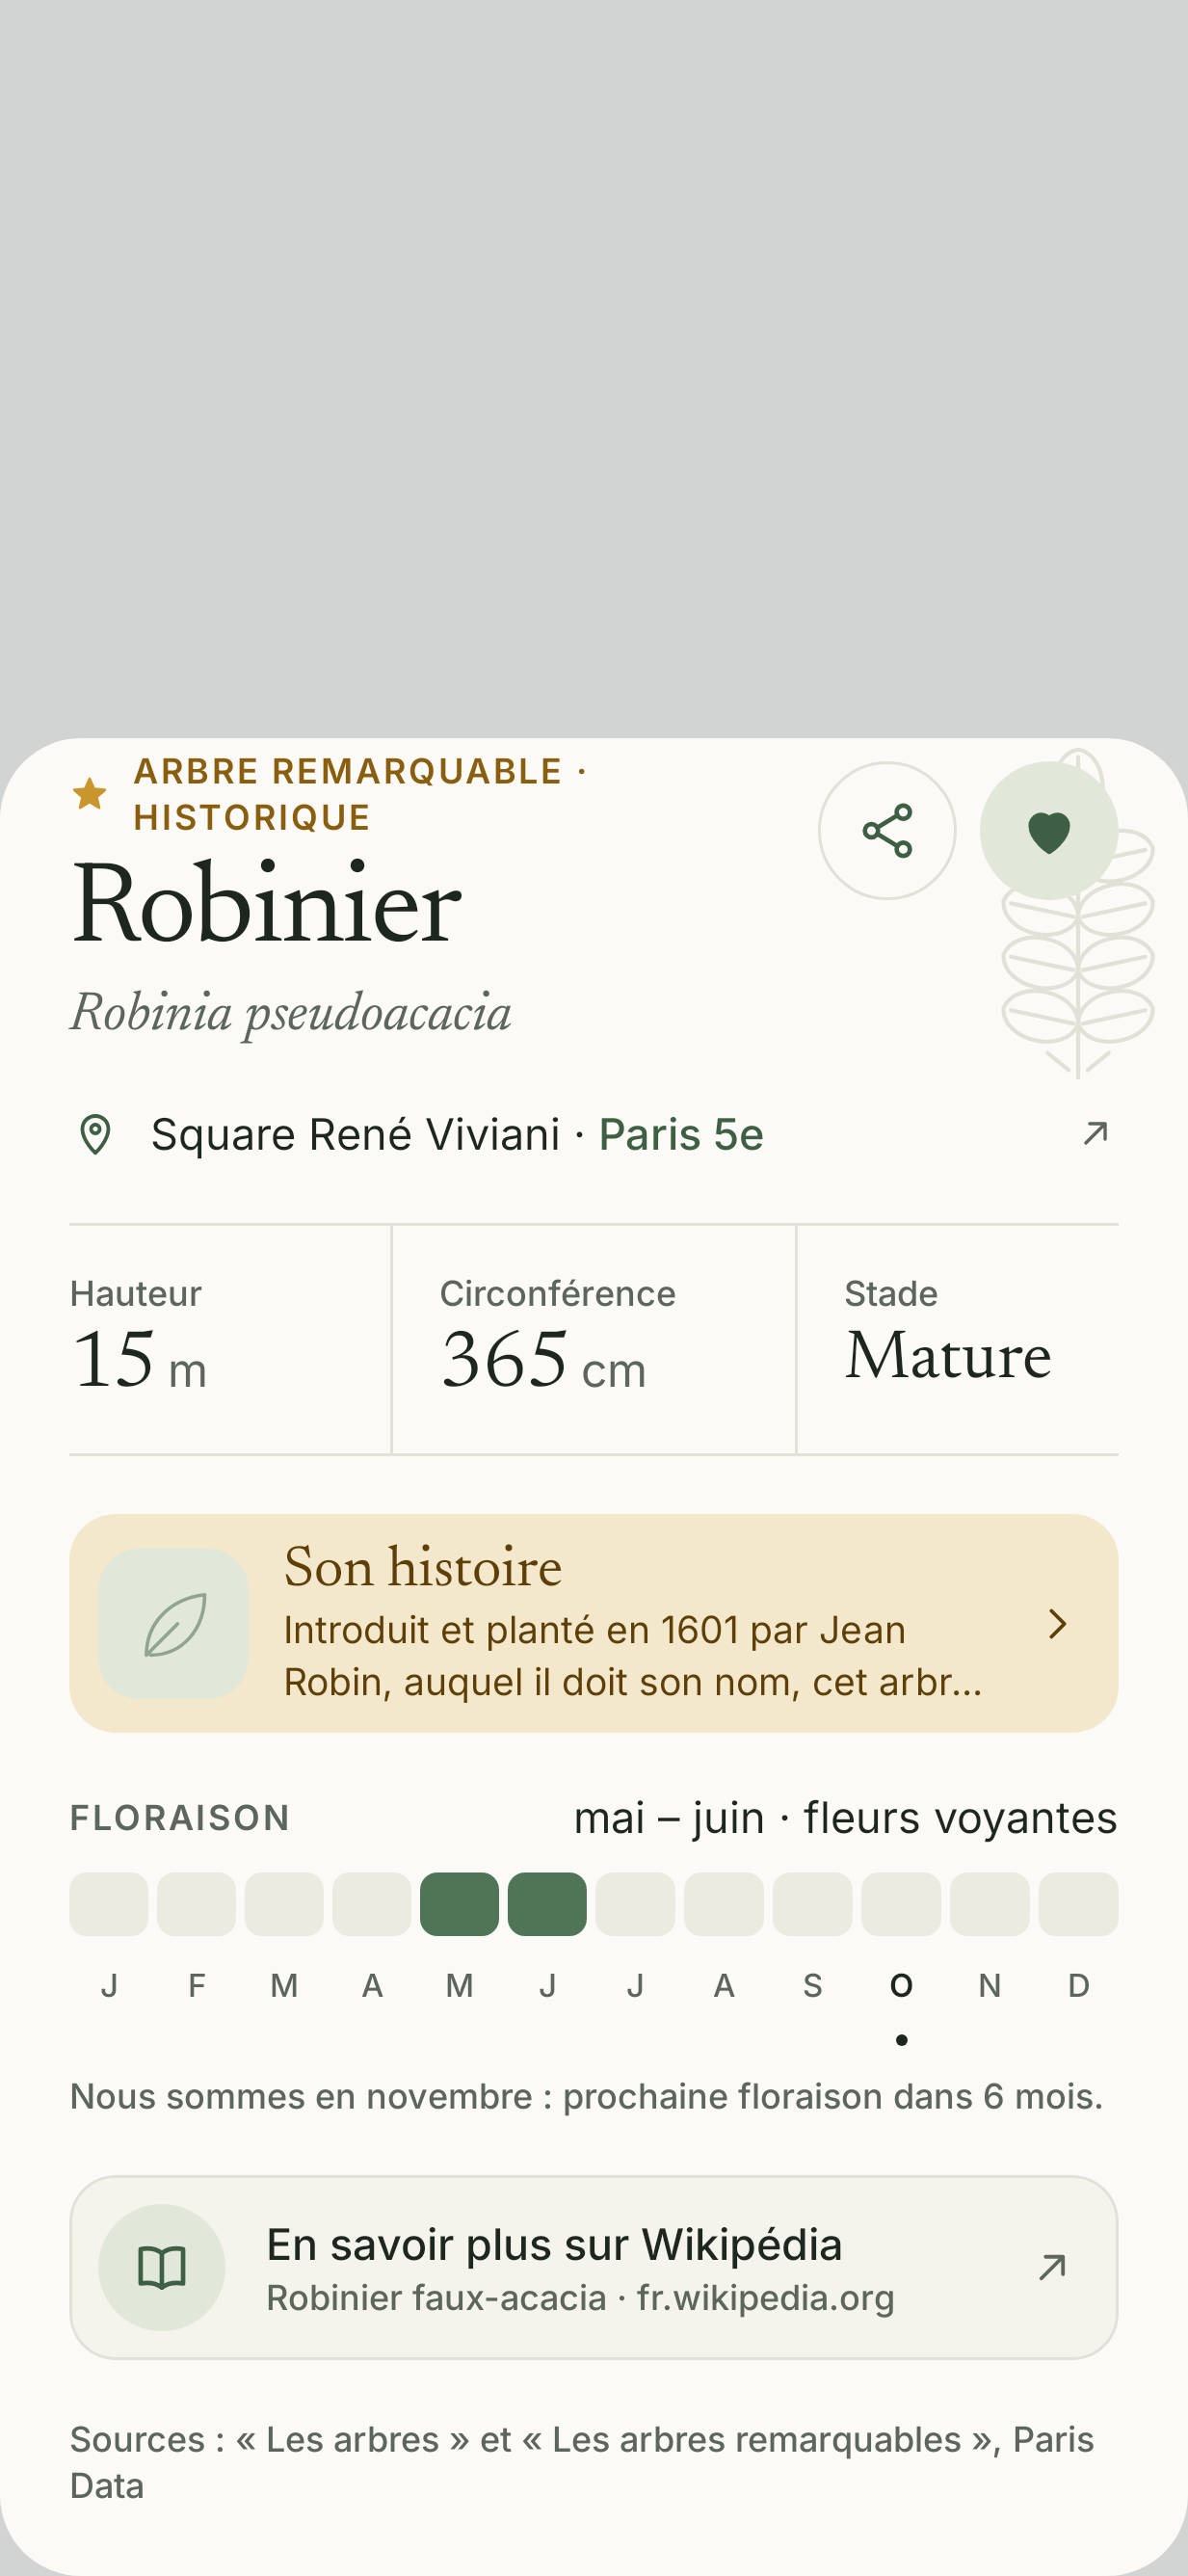 ARBRE REMARQUABLE ·
HISTORIQUE
Robinier
Robinia pseudoacacia
Square René Viviani · Paris 5e
Hauteur
15 m
Circonférence
365 cm
Stade
Mature
Son histoire
Introduit et planté en 1601 par Jean
Robin, auquel il doit son nom, cet arbr...
FLORAISON
mai – juin · fleurs voyantes
J F M A M J J A S O N D
Nous sommes en novembre : prochaine floraison dans 6 mois.
En savoir plus sur Wikipédia
Robinier faux-acacia · fr.wikipedia.org
Sources : « Les arbres » et « Les arbres remarquables », Paris
Data